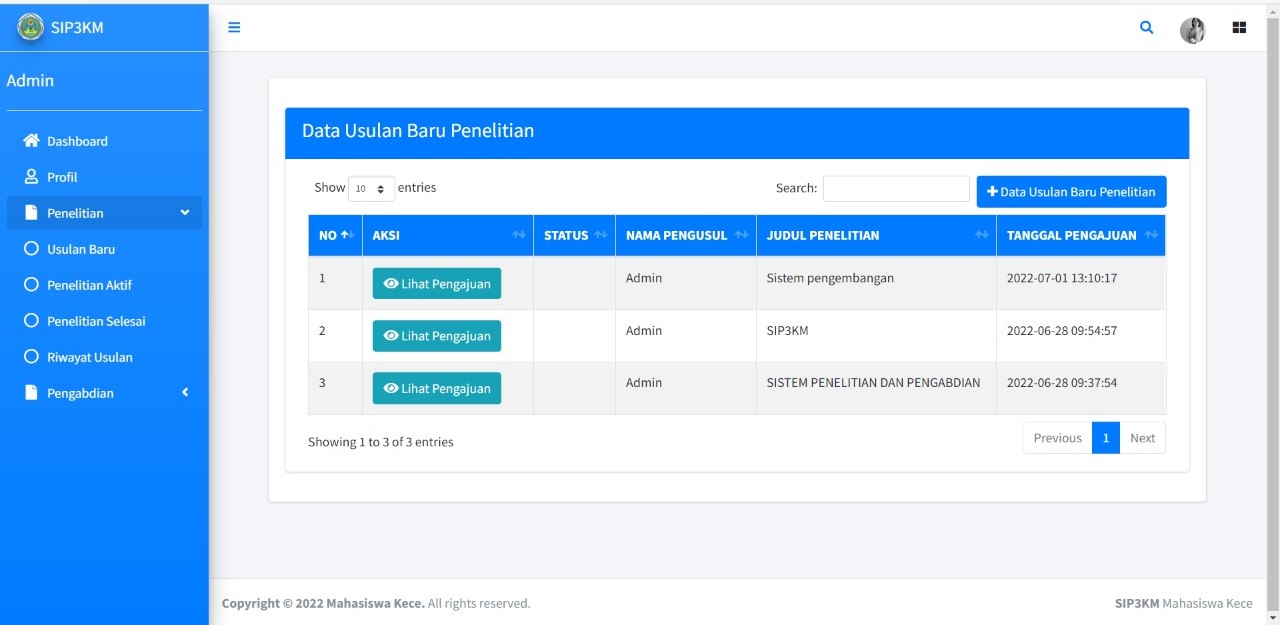 SIP3KM
Admin
Dashboard
Profil
Penelitian
Usulan Baru
Penelitian Aktif
Penelitian Selesai
Riwayat Usulan
Pengabdian
Data Usulan Baru Penelitian
Show 10 entries
Search:
Data Usulan Baru Penelitian
NO AKSI STATUS NAMA PENGUSUL JUDUL PENELITIAN TANGGAL PENGAJUAN
1 Lihat Pengajuan Admin Sistem pengembangan 2022-07-01 13:10:17
2 Lihat Pengajuan Admin SIP3KM 2022-06-28 09:54:57
3 Lihat Pengajuan Admin SISTEM PENELITIAN DAN PENGABDIAN 2022-06-28 09:37:54
Showing 1 to 3 of 3 entries
Previous 1 Next
Copyright © 2022 Mahasiswa Kece. All rights reserved.
SIP3KM Mahasiswa Kece